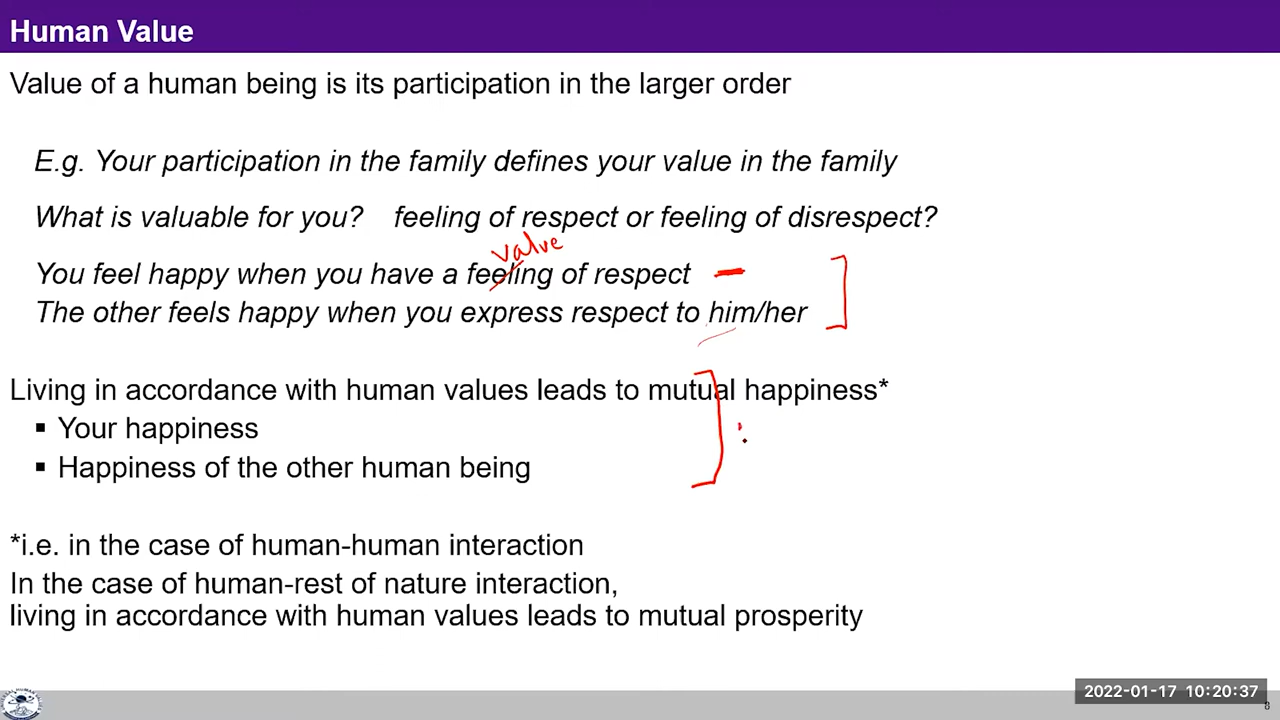 Human Value
Value of a human being is its participation in the larger order
E.g. Your participation in the family defines your value in the family
What is valuable for you? feeling of respect or feeling of disrespect?
value
You feel happy when you have a feeling of respect
The other feels happy when you express respect to him/her
Living in accordance with human values leads to mutual happiness*
▪ Your happiness
▪ Happiness of the other human being
*i.e. in the case of human-human interaction
In the case of human-rest of nature interaction,
living in accordance with human values leads to mutual prosperity
2022-01-17 10:20:37
8